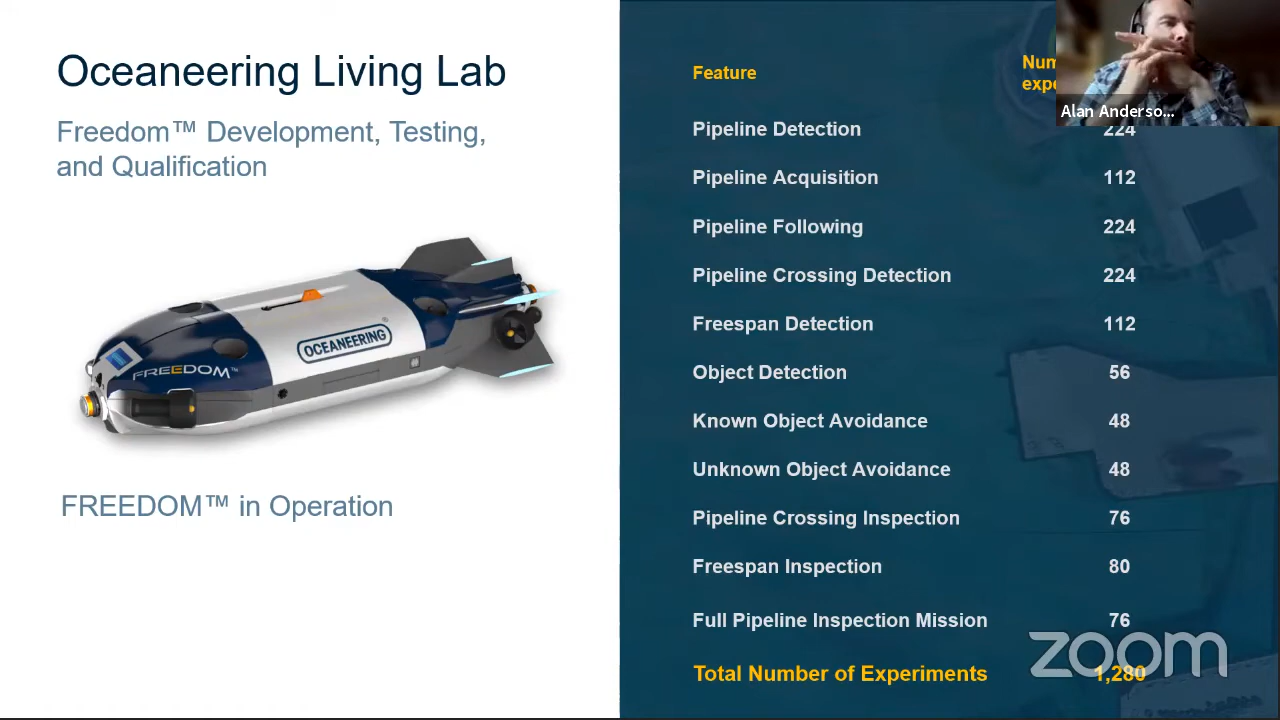 Oceaneering Living Lab
Freedom™ Development, Testing,
and Qualification
OCEANEERING®
FREEDOM™
FREEDOM™ in Operation
Feature
Pipeline Detection 224
Pipeline Acquisition 112
Pipeline Following 224
Pipeline Crossing Detection 224
Freespan Detection 112
Object Detection 56
Known Object Avoidance 48
Unknown Object Avoidance 48
Pipeline Crossing Inspection 76
Freespan Inspection 80
Full Pipeline Inspection Mission 76
Total Number of Experiments 1,280
Alan Anderso...
zoom